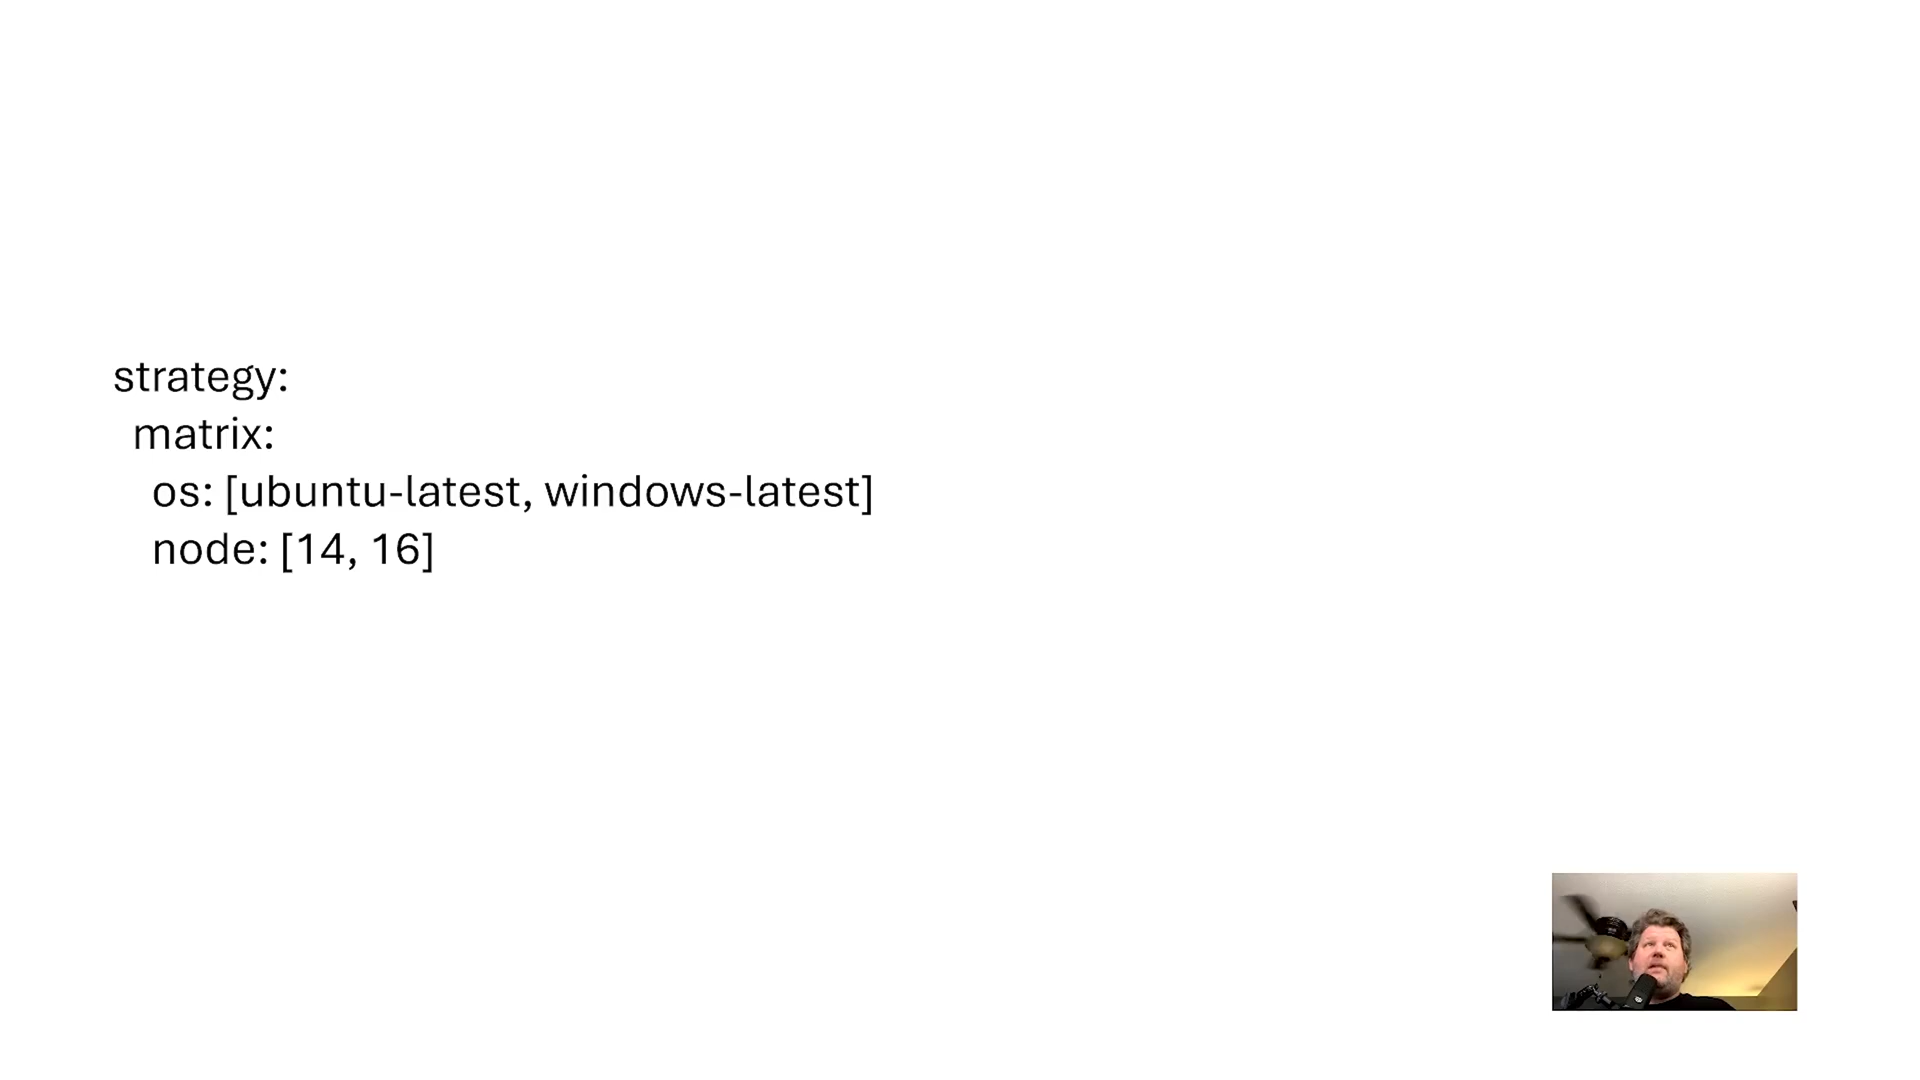 strategy:
matrix:
os: [ubuntu-latest, windows-latest]
node: [14, 16]